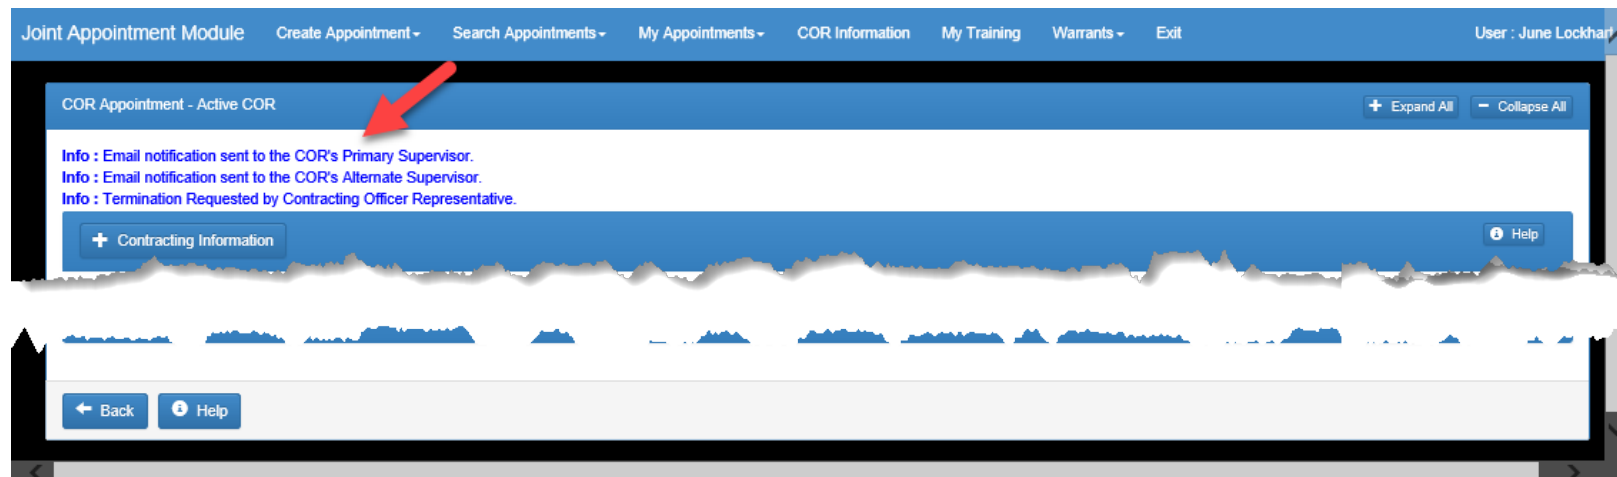 Joint Appointment Module Create Appointment Search Appointments My Appointments COR Information My Training Warrants Exit User : June Lockhart
COR Appointment - Active COR Expand All Collapse All
Info : Email notification sent to the COR's Primary Supervisor.
Info : Email notification sent to the COR's Alternate Supervisor.
Info : Termination Requested by Contracting Officer Representative.
Contracting Information Help
Back Help